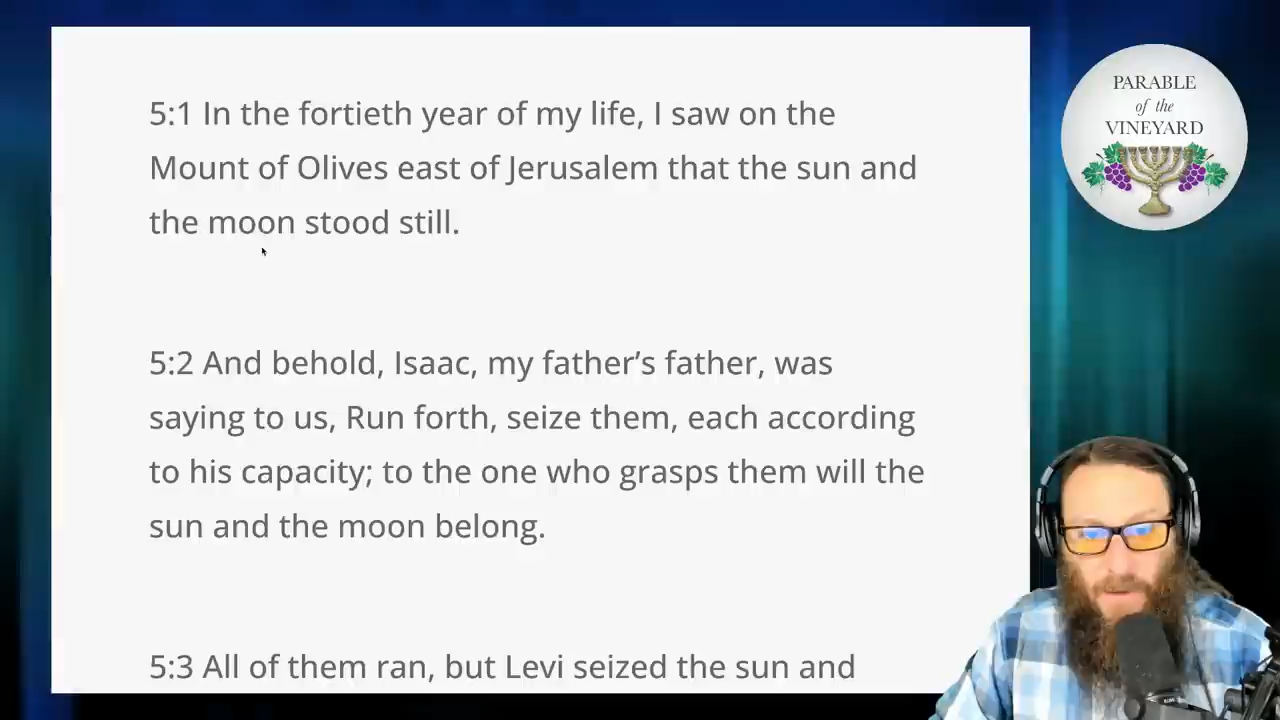 5:1 In the fortieth year of my life, I saw on the
Mount of Olives east of Jerusalem that the sun and
the moon stood still.
5:2 And behold, Isaac, my father’s father, was
saying to us, Run forth, seize them, each according
to his capacity; to the one who grasps them will the
sun and the moon belong.
5:3 All of them ran, but Levi seized the sun and
PARABLE
of the
VINEYARD